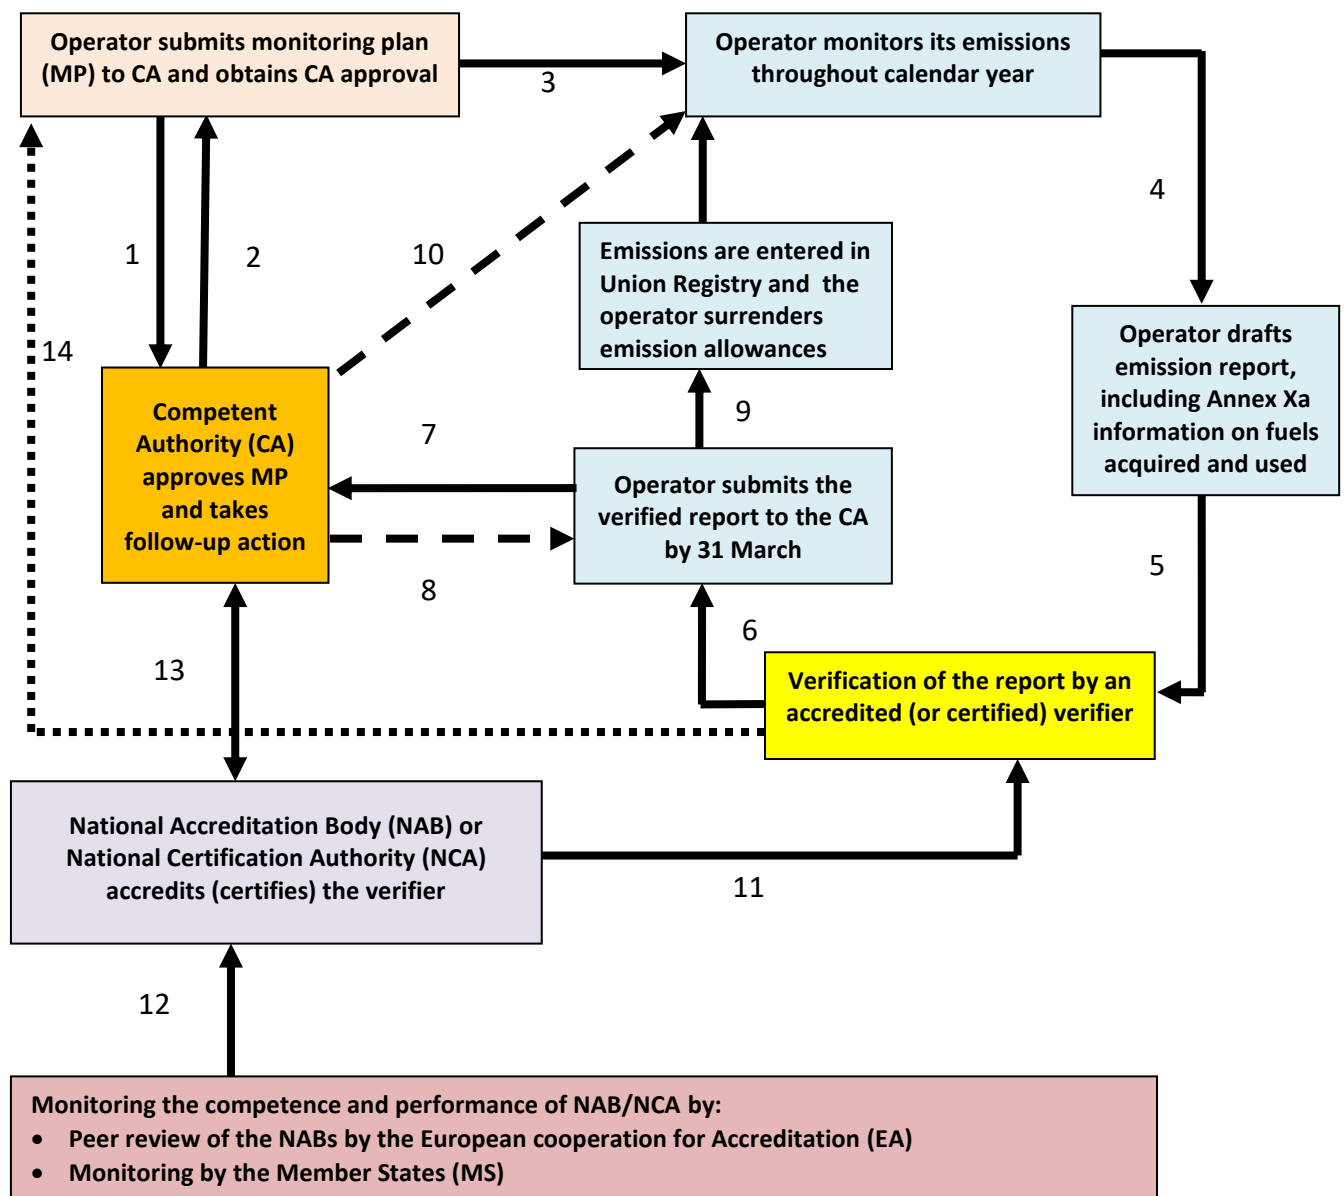 Operator submits monitoring plan
(MP) to CA and obtains CA approval
Operator monitors its emissions
throughout calendar year
3
4
1
2
10
Emissions are entered in
Union Registry and the
operator surrenders
emission allowances
14
Operator drafts
emission report,
including Annex Xa
information on fuels
acquired and used
Competent
Authority (CA)
approves MP
and takes
follow-up action
7
9
Operator submits the
verified report to the CA
by 31 March
8
5
6
13
Verification of the report by an
accredited (or certified) verifier
National Accreditation Body (NAB) or
National Certification Authority (NCA)
accredits (certifies) the verifier
11
12
Monitoring the competence and performance of NAB/NCA by:
• Peer review of the NABs by the European cooperation for Accreditation (EA)
• Monitoring by the Member States (MS)